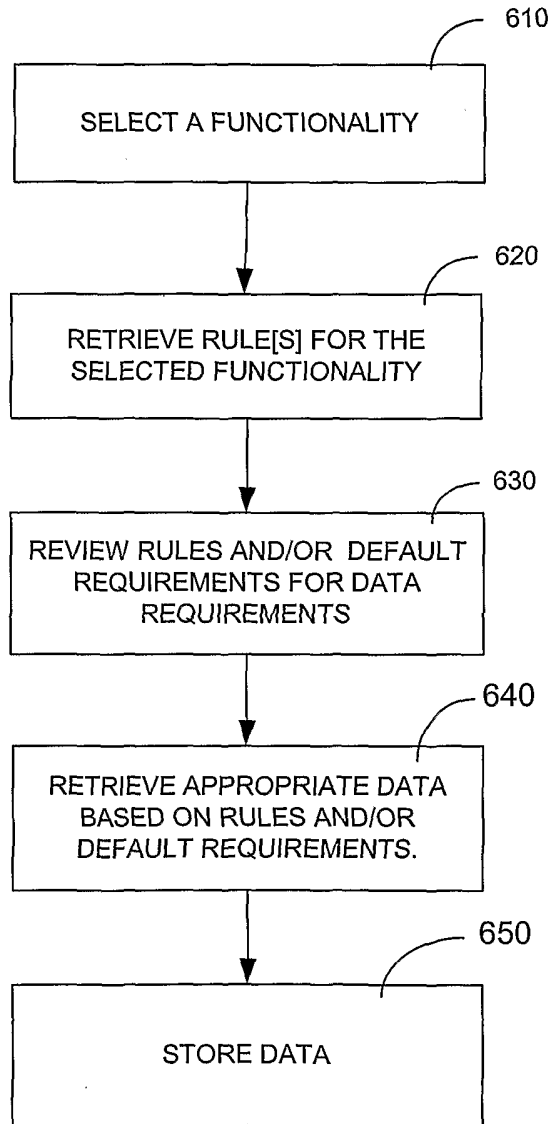 610
SELECT A FUNCTIONALITY
620
RETRIEVE RULE[S] FOR THE
SELECTED FUNCTIONALITY
630
REVIEW RULES AND/OR DEFAULT
REQUIREMENTS FOR DATA
REQUIREMENTS
640
RETRIEVE APPROPRIATE DATA
BASED ON RULES AND/OR
DEFAULT REQUIREMENTS.
650
STORE DATA